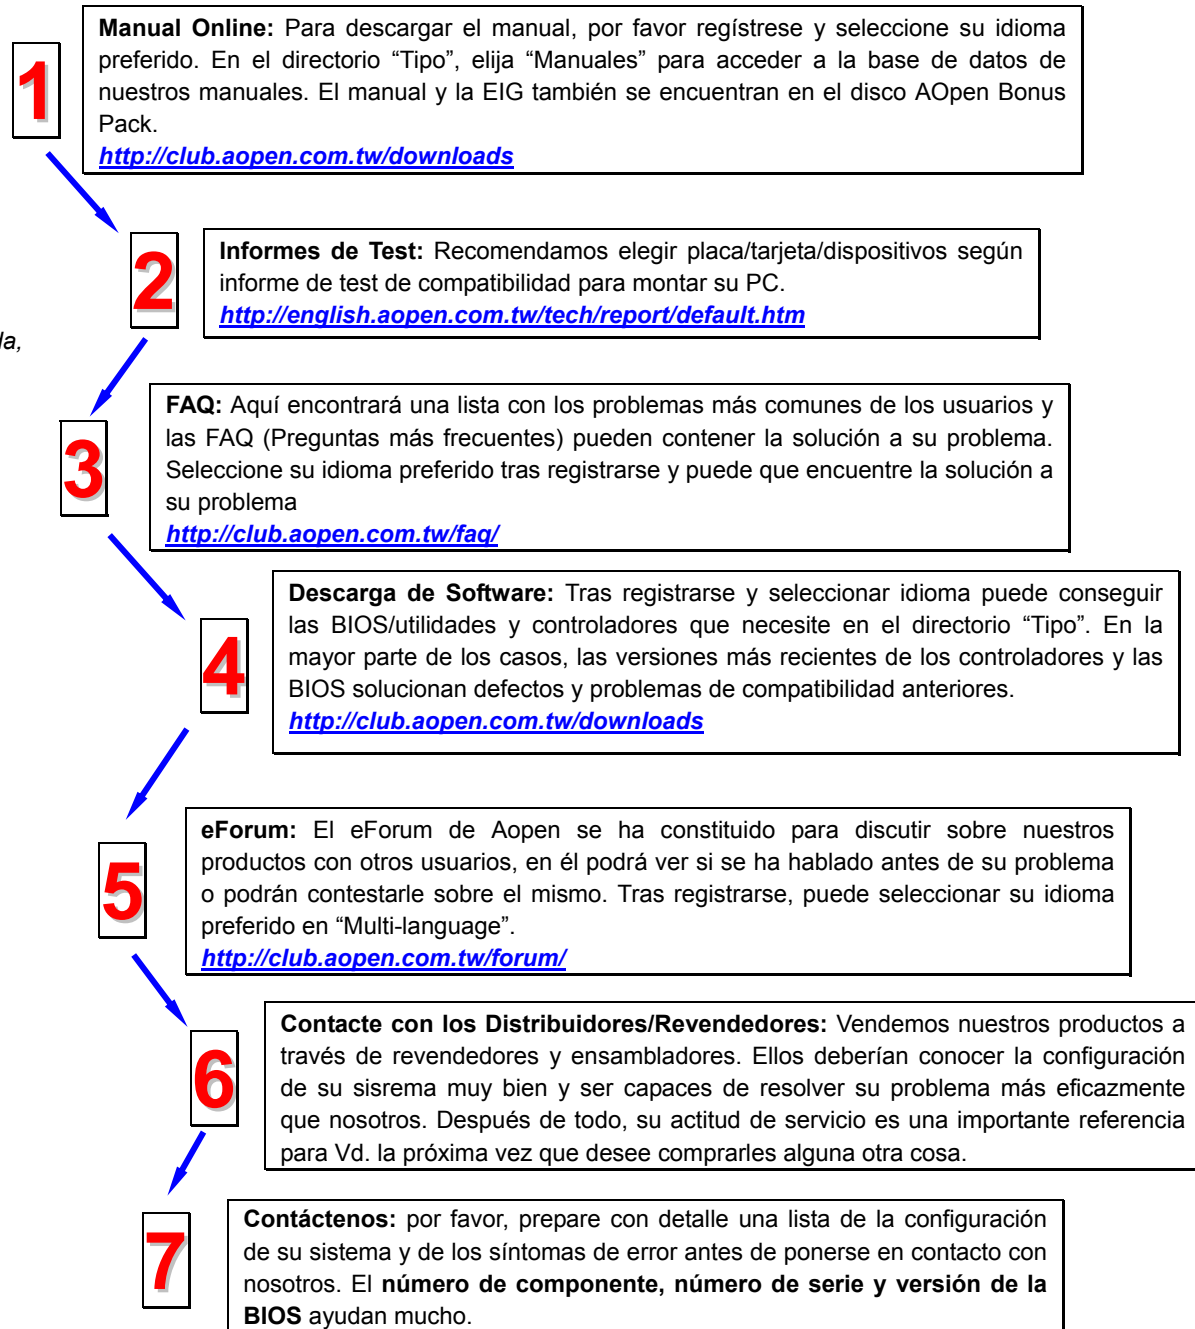 Manual Online: Para descargar el manual, por favor regístrese y seleccione su idioma
preferido. En el directorio “Tipo”, elija “Manuales” para acceder a la base de datos de
nuestros manuales. El manual y la EIG también se encuentran en el disco AOpen Bonus
Pack.
http://club.aopen.com.tw/downloads
1
Informes de Test: Recomendamos elegir placa/tarjeta/dispositivos según
informe de test de compatibilidad para montar su PC.
http://english.aopen.com.tw/tech/report/default.htm
2
la,
FAQ: Aquí encontrará una lista con los problemas más comunes de los usuarios y
las FAQ (Preguntas más frecuentes) pueden contener la solución a su problema.
Seleccione su idioma preferido tras registrarse y puede que encuentre la solución a
su problema
http://club.aopen.com.tw/faq/
3
Descarga de Software: Tras registrarse y seleccionar idioma puede conseguir
las BIOS/utilidades y controladores que necesite en el directorio “Tipo”. En la
mayor parte de los casos, las versiones más recientes de los controladores y las
BIOS solucionan defectos y problemas de compatibilidad anteriores.
http://club.aopen.com.tw/downloads
4
eForum: El eForum de Aopen se ha constituido para discutir sobre nuestros
productos con otros usuarios, en él podrá ver si se ha hablado antes de su problema
o podrán contestarle sobre el mismo. Tras registrarse, puede seleccionar su idioma
preferido en “Multi-language”.
http://club.aopen.com.tw/forum/
5
Contacte con los Distribuidores/Revendedores: Vendemos nuestros productos a
través de revendedores y ensambladores. Ellos deberían conocer la configuración
de su sisrema muy bien y ser capaces de resolver su problema más eficazmente
que nosotros. Después de todo, su actitud de servicio es una importante referencia
para Vd. la próxima vez que desee comprarles alguna otra cosa.
6
Contáctenos: por favor, prepare con detalle una lista de la configuración
de su sistema y de los síntomas de error antes de ponerse en contacto con
nosotros. El número de componente, número de serie y versión de la
BIOS ayudan mucho.
7